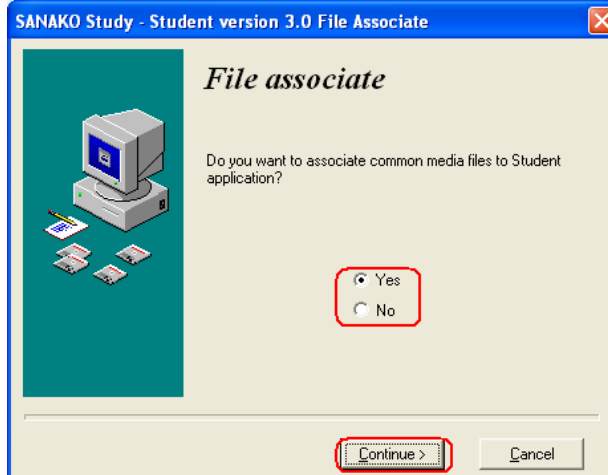 SANAKO Study - Student version 3.0 File Associate
File associate
Do you want to associate common media files to Student
application?
Yes
No
Continue >
Cancel